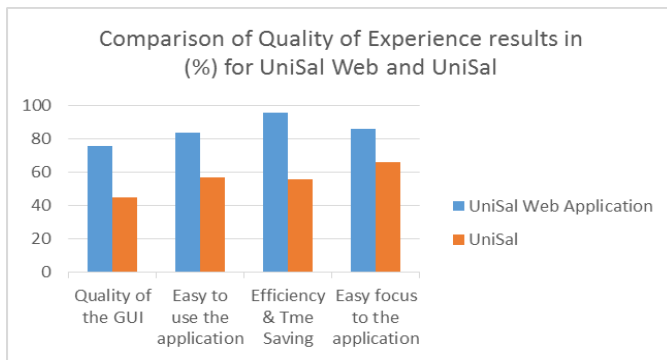 Comparison of Quality of Experience results in
(%) for UniSal Web and UniSal
100
80
60
40
20
0
Quality of
the GUI
Easy to
use the
application
Efficiency
& Tme
Saving
Easy focus
to the
application
UniSal Web Application
UniSal